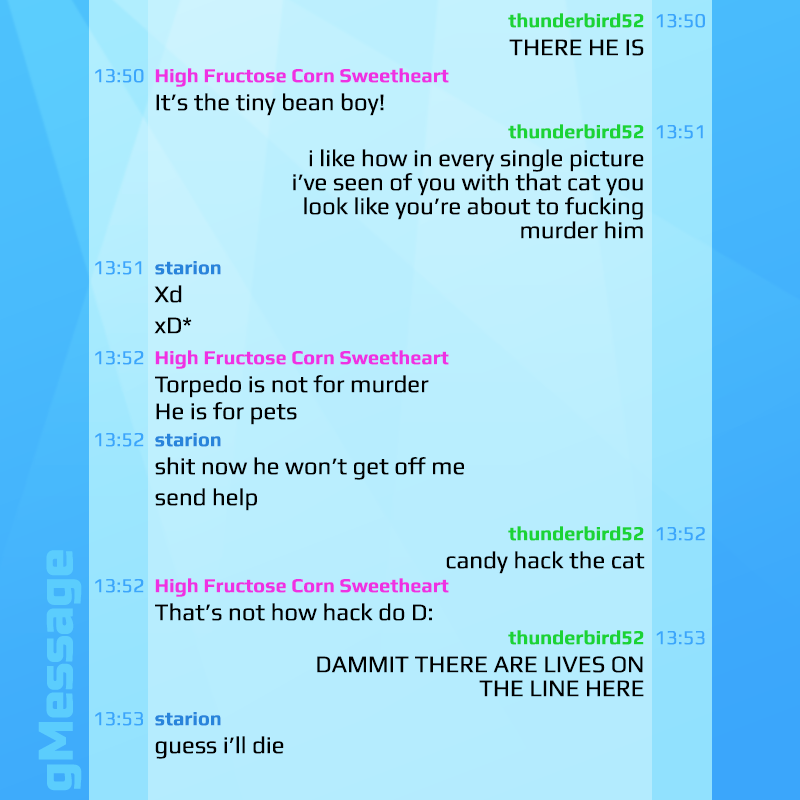 thunderbird52 13:50
THERE HE IS
13:50 High Fructose Corn Sweetheart
It's the tiny bean boy!
thunderbird52 13:51
i like how in every single picture
i've seen of you with that cat you
look like you're about to fucking
murder him
13:51 starion
Xd
xD*
13:52 High Fructose Corn Sweetheart
Torpedo is not for murder
He is for pets
13:52 starion
shit now he won't get off me
send help
thunderbird52 13:52
candy hack the cat
13:52 High Fructose Corn Sweetheart
That's not how hack do D:
thunderbird52 13:53
DAMMIT THERE ARE LIVES ON
THE LINE HERE
13:53 starion
guess i'll die
gMessage